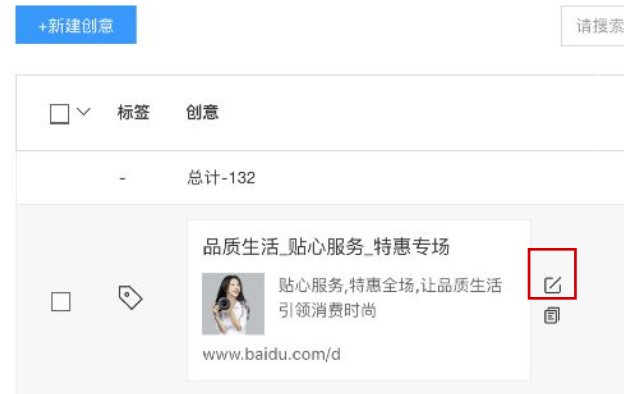 +新建创意
请搜索
标签 创意
- 总计-132
品质生活_贴心服务_特惠专场
贴心服务,特惠全场,让品质生活
引领消费时尚
www.baidu.com/d